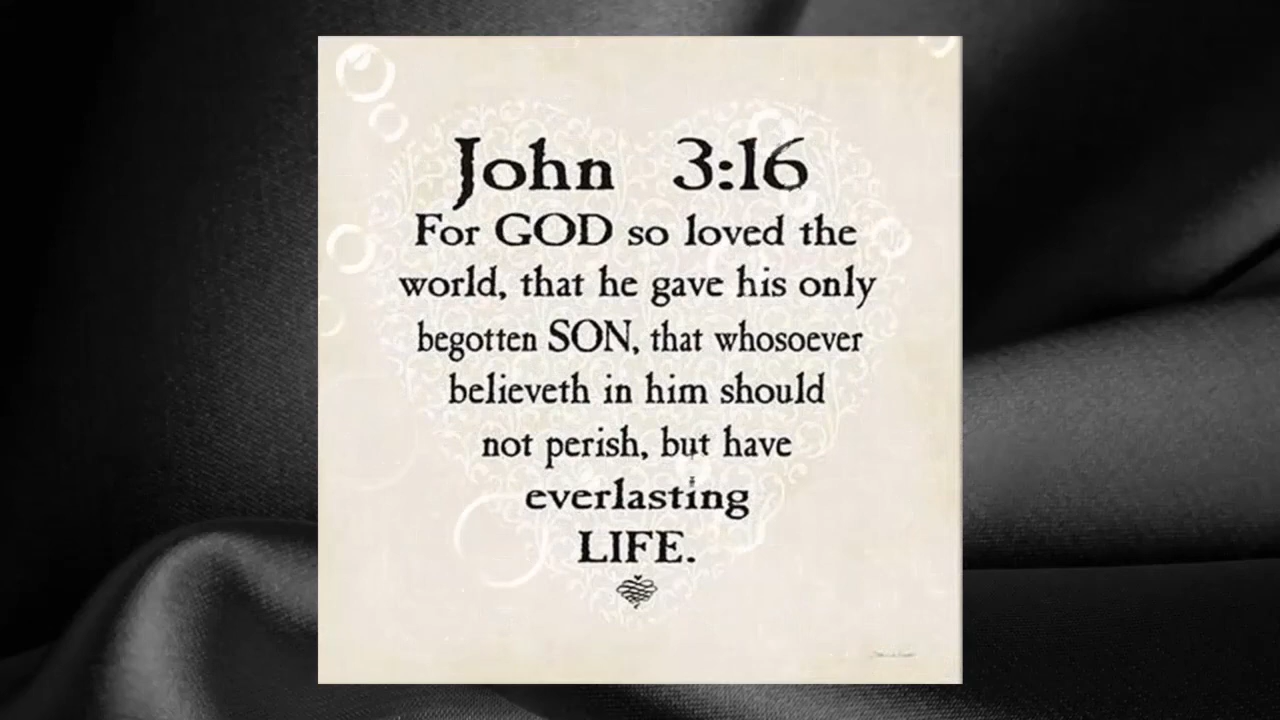 John 3:16
For GOD so loved the
world, that he gave his only
begotten SON, that whosoever
believeth in him should
not perish, but have
everlasting
LIFE.